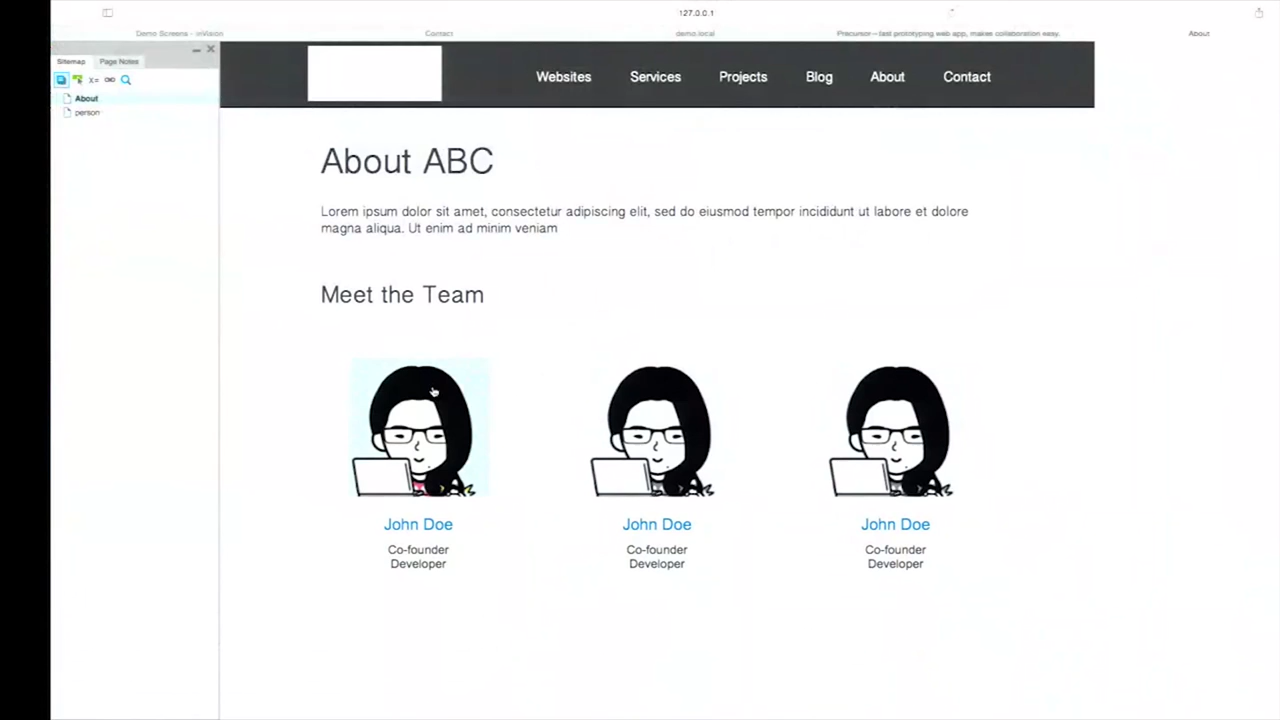 127.0.0.1
Demo Screens - inVision
Contact
demo.local
Precursor—fast prototyping web app, makes collaboration easy.
About
Sitemap
Page Notes
X=
About
person
Websites
Services
Projects
Blog
About
Contact
About ABC
Lorem ipsum dolor sit amet, consectetur adipiscing elit, sed do eiusmod tempor incididunt ut labore et dolore
magna aliqua. Ut enim ad minim veniam
Meet the Team
John Doe
Co-founder
Developer
John Doe
Co-founder
Developer
John Doe
Co-founder
Developer